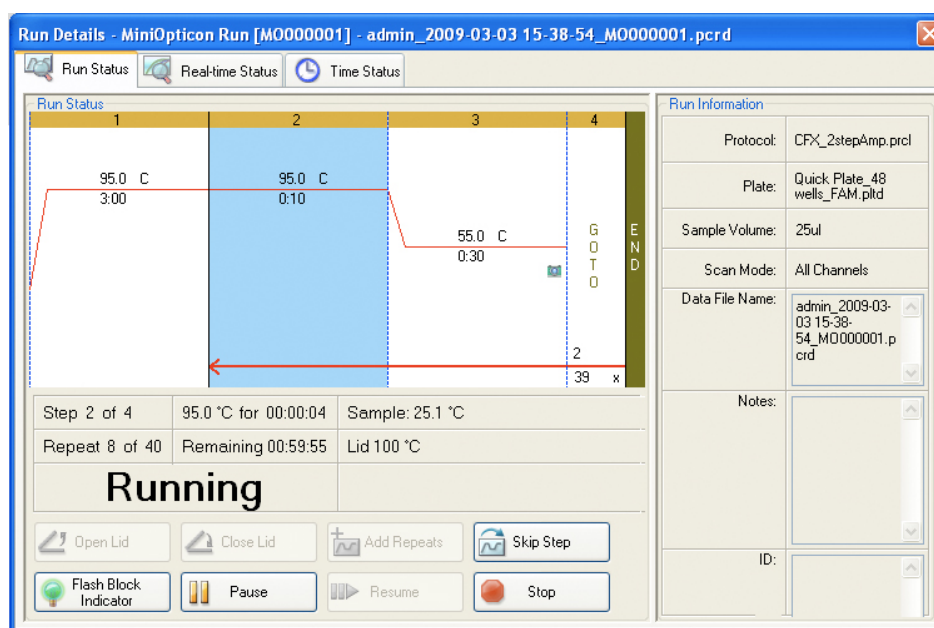 Run Details - MiniOpticon Run [MO000001] - admin_2009-03-03 15-38-54_MO000001.pcrd
Run Status
Real-time Status
Time Status
Run Status
1 2 3 4
95.0 C
3:00
95.0 C
0:10
55.0 C
0:30
GOTO
END
2
39 x
Step 2 of 4
95.0 °C for 00:00:04
Sample: 25.1 °C
Repeat 8 of 40
Remaining 00:59:55
Lid 100 °C
Running
Open Lid
Close Lid
Add Repeats
Skip Step
Flash Block
Indicator
Pause
Resume
Stop
Run Information
Protocol: CFX_2stepAmp.prcl
Plate: Quick Plate_48
wells_FAM.pltd
Sample Volume: 25ul
Scan Mode: All Channels
Data File Name: admin_2009-03-
03 15-38-
54_MO000001.p
crd
Notes:
ID: